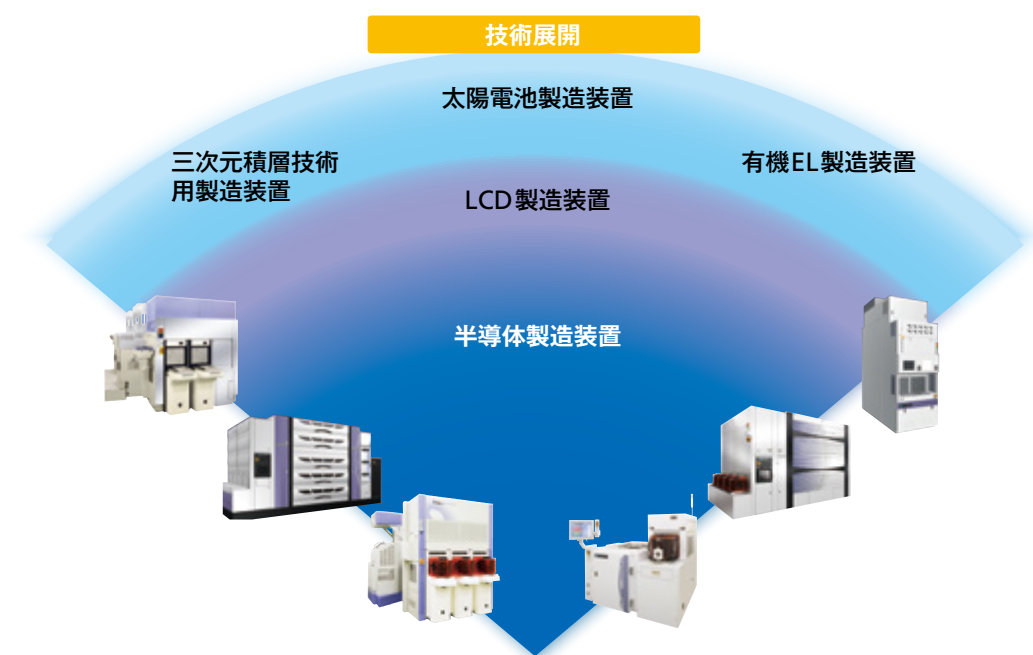 技術展開
太陽電池製造装置
三次元積層技術
用製造装置
有機EL製造装置
LCD製造装置
半導体製造装置